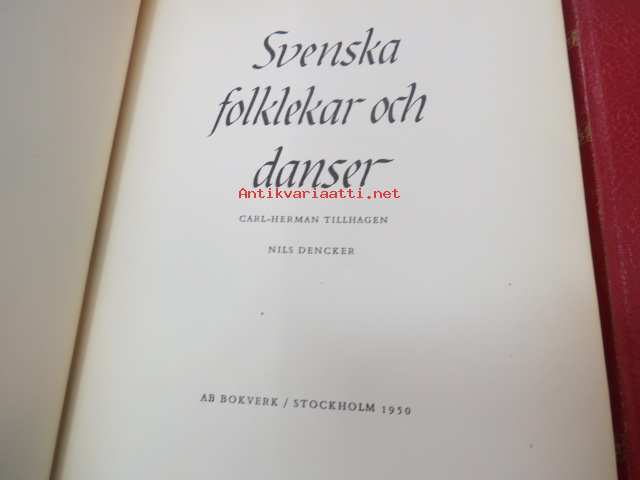 Svenska
folklekar och
danser
Antikvariaatti.net
CARL-HERMAN TILLHAGEN
NILS DENCKER
AB BOKVERK / STOCKHOLM 1950